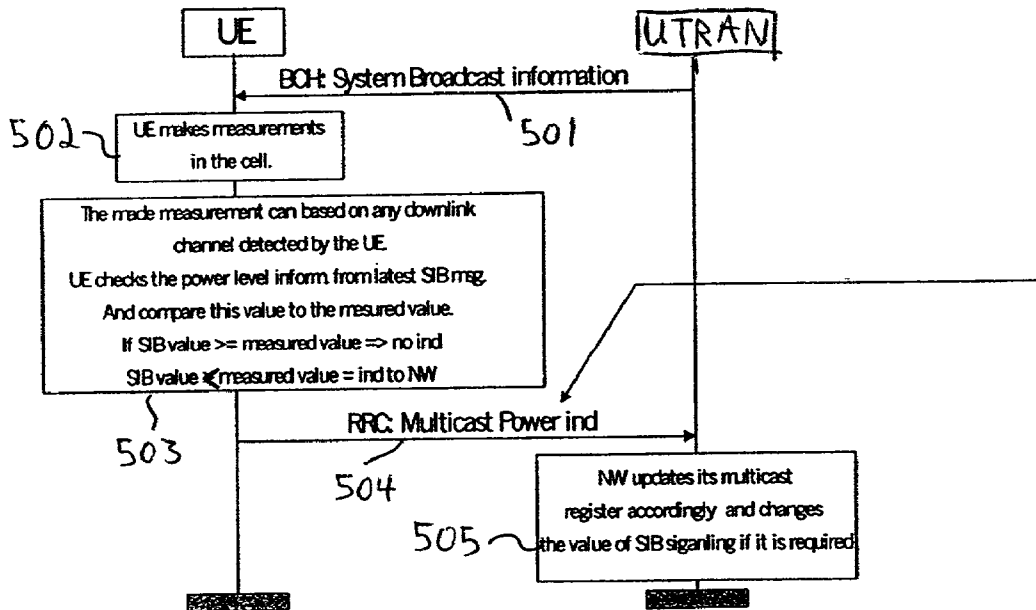 UE
UTRAN
BCH: System Broadcast information
501
502
UE makes measurements
in the cell.
The made measurement can based on any downlink
channel detected by the UE.
UE checks the power level inform. from latest SIB msg.
And compare this value to the mesured value.
If SIB value >= measured value => no ind
SIB value < measured value = ind to NW
503
RRC: Multicast Power ind
504
NW updates its multicast
register accordingly and changes
the value of SIB siganling if it is required
505